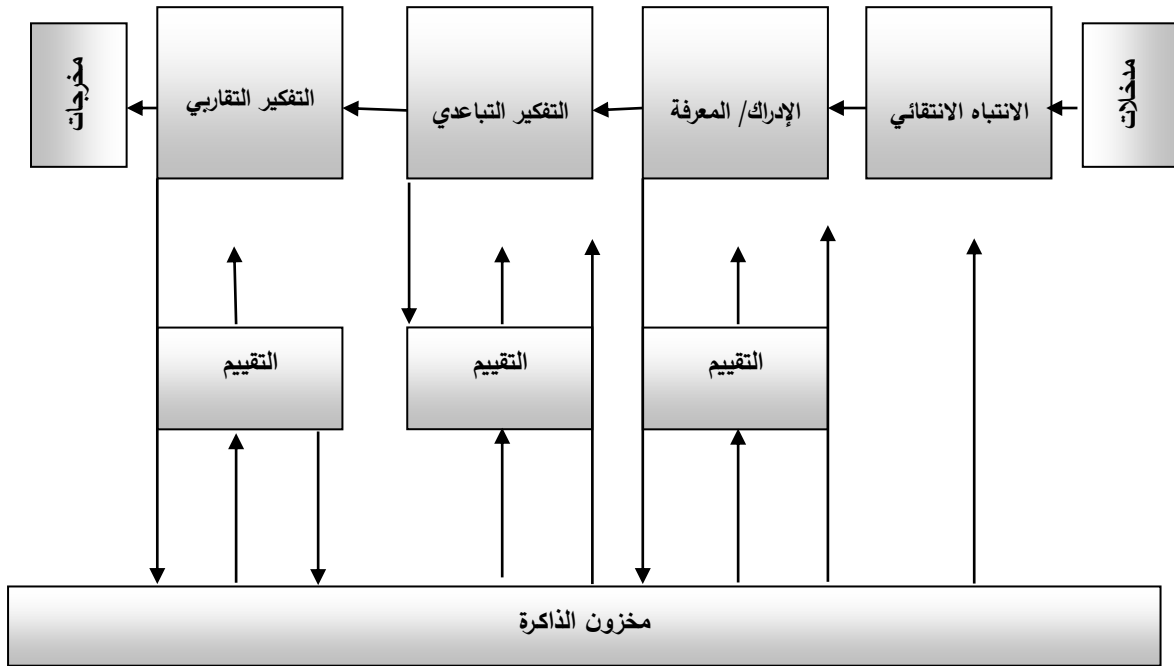 مدخلات
الانتباه الانتقائي
الإدراك/ المعرفة
التفكير التباعدي
التفكير التقاربي
مخرجات
التقييم
التقييم
التقييم
مخزون الذاكرة